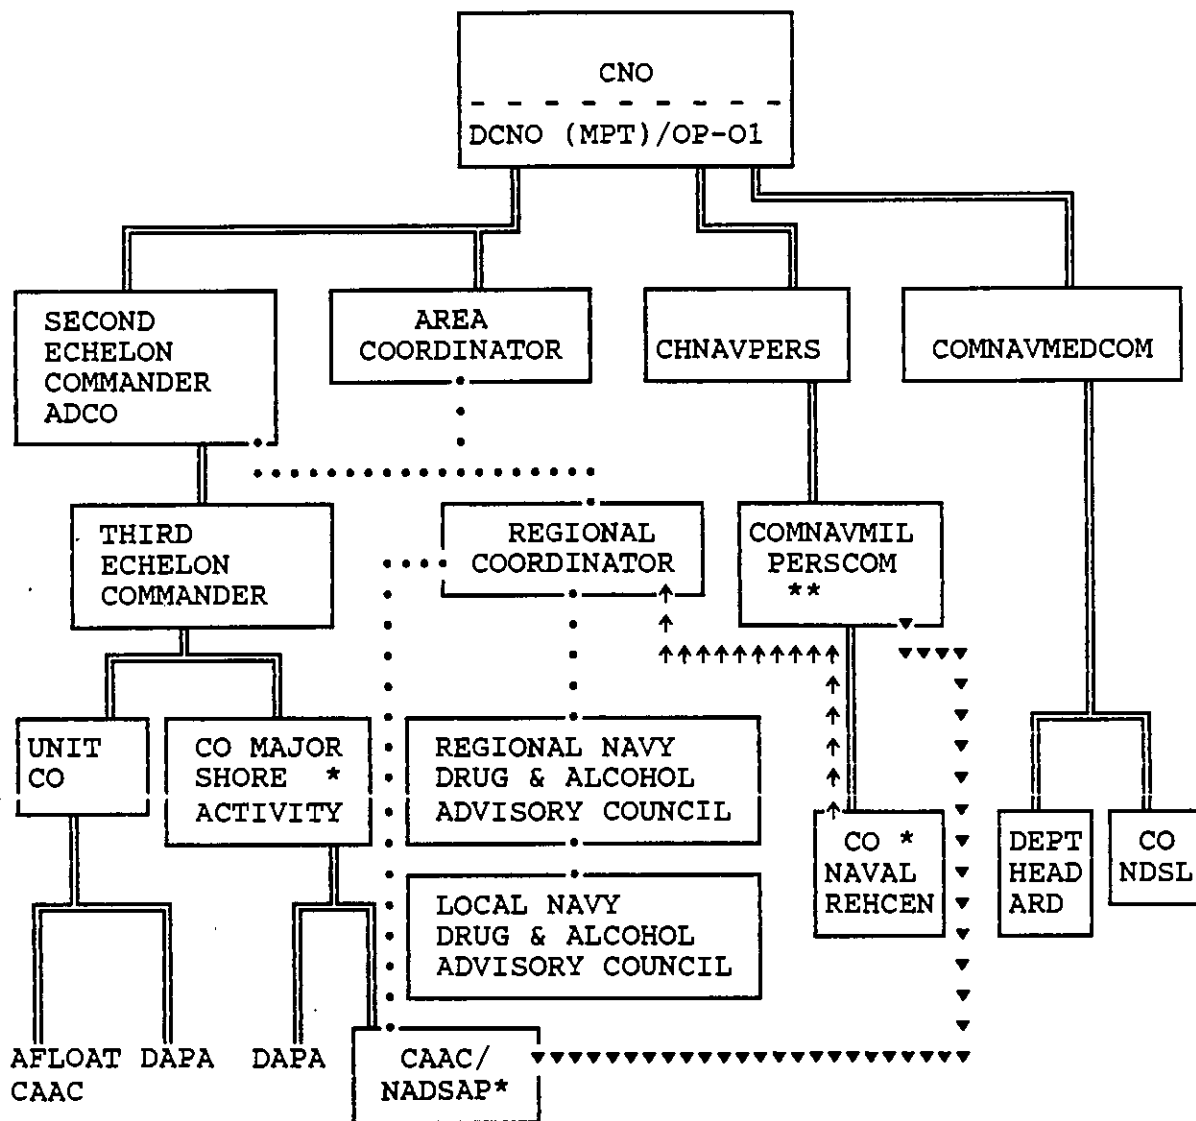 CNO
DCNO (MPT)/OP-01
SECOND
ECHELON
COMMANDER
ADCO
AREA
COORDINATOR
CHNAVPERS
COMNAVMEDCOM
THIRD
ECHELON
COMMANDER
REGIONAL
COORDINATOR
COMNAVMIL
PERSCOM
**
UNIT
CO
CO MAJOR
SHORE *
ACTIVITY
REGIONAL NAVY
DRUG & ALCOHOL
ADVISORY COUNCIL
LOCAL NAVY
DRUG & ALCOHOL
ADVISORY COUNCIL
CO *
NAVAL
REHCEN
DEPT
HEAD
ARD
CO
NDSL
AFLOAT
CAAC
DAPA
DAPA
CAAC/
NADSAP*